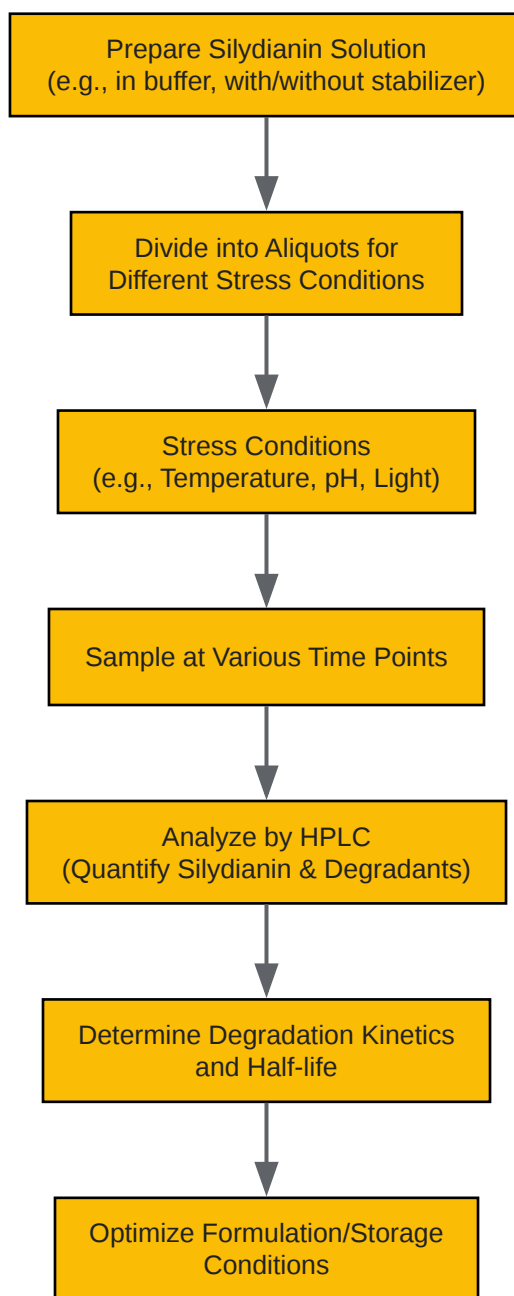 Prepare Silydianin Solution
(e.g., in buffer, with/without stabilizer)
Divide into Aliquots for
Different Stress Conditions
Stress Conditions
(e.g., Temperature, pH, Light)
Sample at Various Time Points
Analyze by HPLC
(Quantify Silydianin & Degradants)
Determine Degradation Kinetics
and Half-life
Optimize Formulation/Storage
Conditions